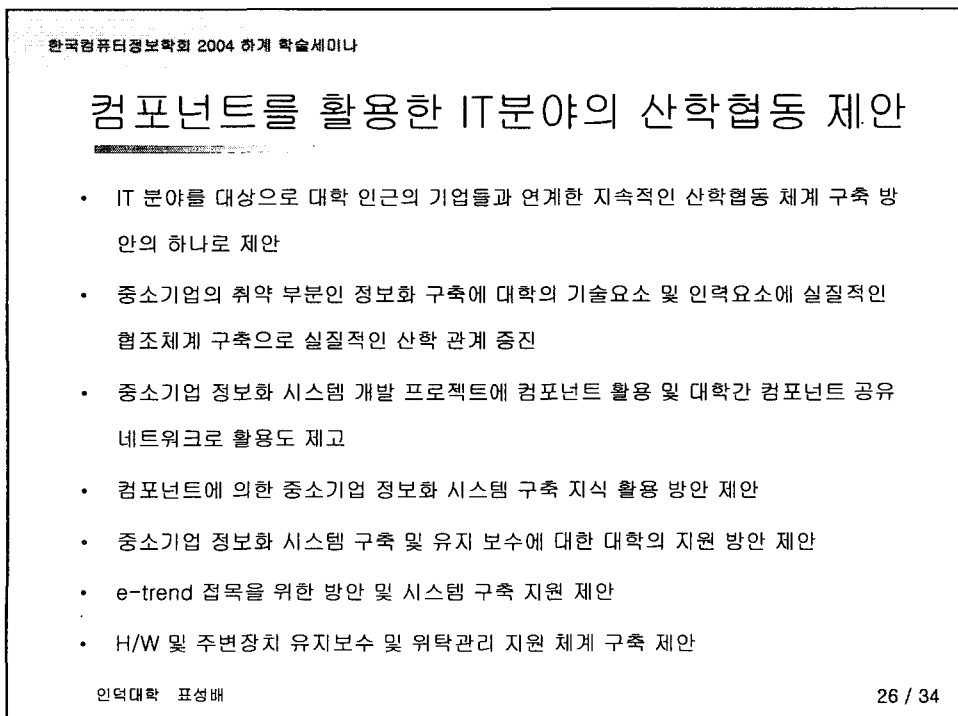 한국컴퓨터정보학회 2004 하계 학술세미나
컴포넌트를 활용한 IT분야의 산학협동 제안
• IT 분야를 대상으로 대학 인근의 기업들과 연계한 지속적인 산학협동 체계 구축 방
안의 하나로 제안
• 중소기업의 취약 부분인 정보화 구축에 대학의 기술요소 및 인력요소에 실질적인
협조체계 구축으로 실질적인 산학 관계 증진
• 중소기업 정보화 시스템 개발 프로젝트에 컴포넌트 활용 및 대학간 컴포넌트 공유
네트워크로 활용도 제고
• 컴포넌트에 의한 중소기업 정보화 시스템 구축 지식 활용 방안 제안
• 중소기업 정보화 시스템 구축 및 유지 보수에 대한 대학의 지원 방안 제안
• e-trend 접목을 위한 방안 및 시스템 구축 지원 제안
• H/W 및 주변장치 유지보수 및 위탁관리 지원 체계 구축 제안
인덕대학 표성배
26 / 34